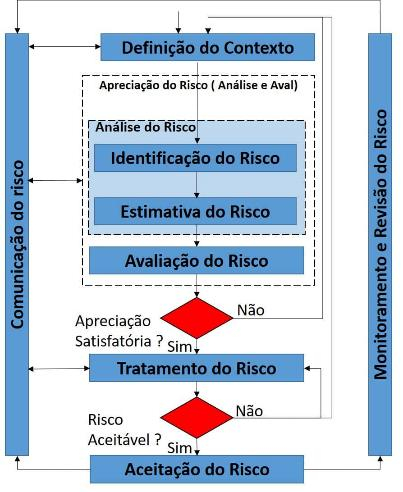 Definição do Contexto
Apreciação do Risco ( Análise e Aval)
Análise do Risco
Identificação do Risco
Estimativa do Risco
Avaliação do Risco
Não
Apreciação
Satisfatória ?
Sim
Tratamento do Risco
Não
Risco
Aceitável ?
Sim
Aceitação do Risco
Comunicação do risco
Monitoramento e Revisão do Risco